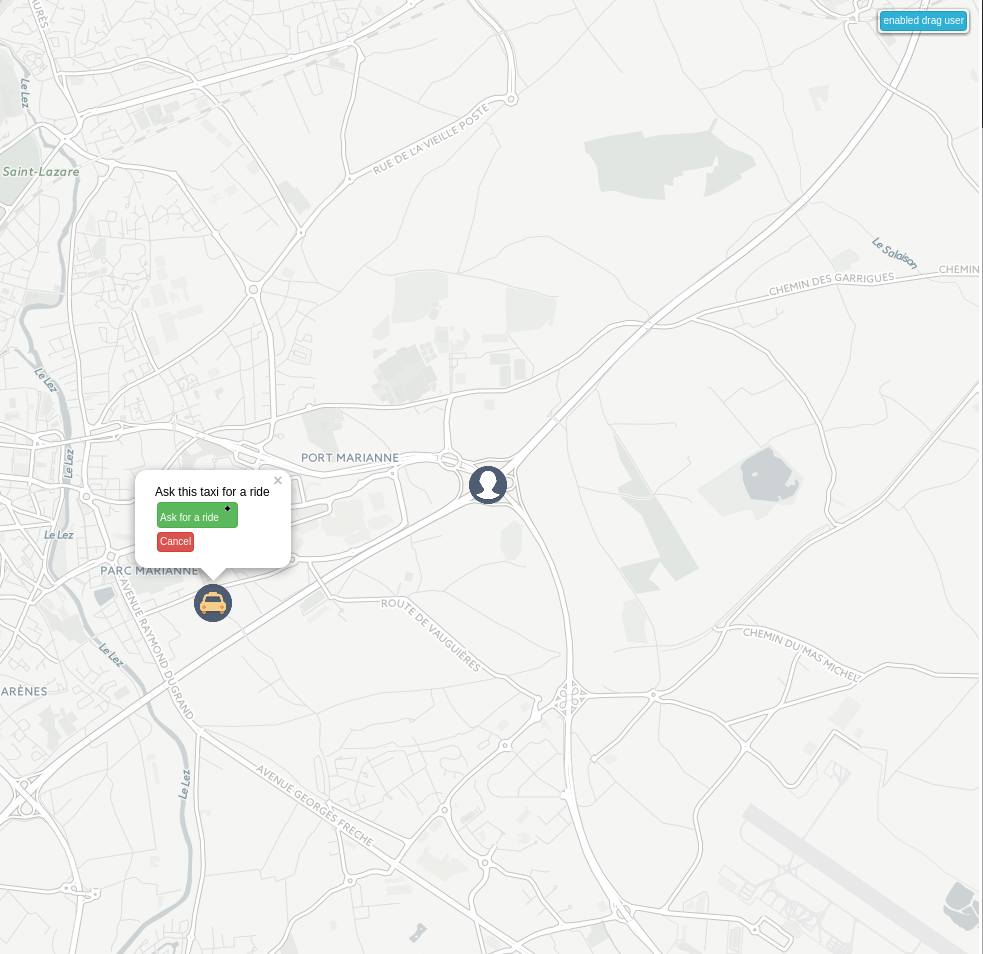 enabled drag user
AURÈS
Le Lez
RUE DE LA VIEILLE POSTE
Saint-Lazare
Le Salaison
CHEMIN
CHEMIN DES GARRIGUES
Le Lez
PORT MARIANNE
Le Lez
×
Ask this taxi for a ride
Ask for a ride
Cancel
Le Lez
PARC MARIANNE
AVENUE RAYMOND DUGRAND
ROUTE DE VAUGUIÈRES
CHEMIN DU MAS MICHEL
Le Lez
ARÈNES
Le Lez
AVENUE GEORGES FRECHE